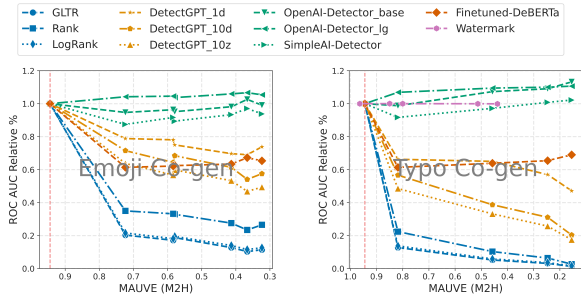 GLTR
Rank
LogRank
DetectGPT_1d
DetectGPT_10d
DetectGPT_10z
OpenAI-Detector_base
OpenAI-Detector_lg
SimpleAI-Detector
Finetuned-DeBERTa
Watermark
ROC AUC Relative %
1.2
1.0
0.8
0.6
0.4
0.2
0.0
Emoji Co-gen
0.9
0.8
0.7
0.6
0.5
0.4
0.3
MAUVE (M2H)
ROC AUC Relative %
1.2
1.0
0.8
0.6
0.4
0.2
0.0
Typo Co-gen
1.0
0.9
0.8
0.7
0.6
0.5
0.4
0.3
0.2
MAUVE (M2H)